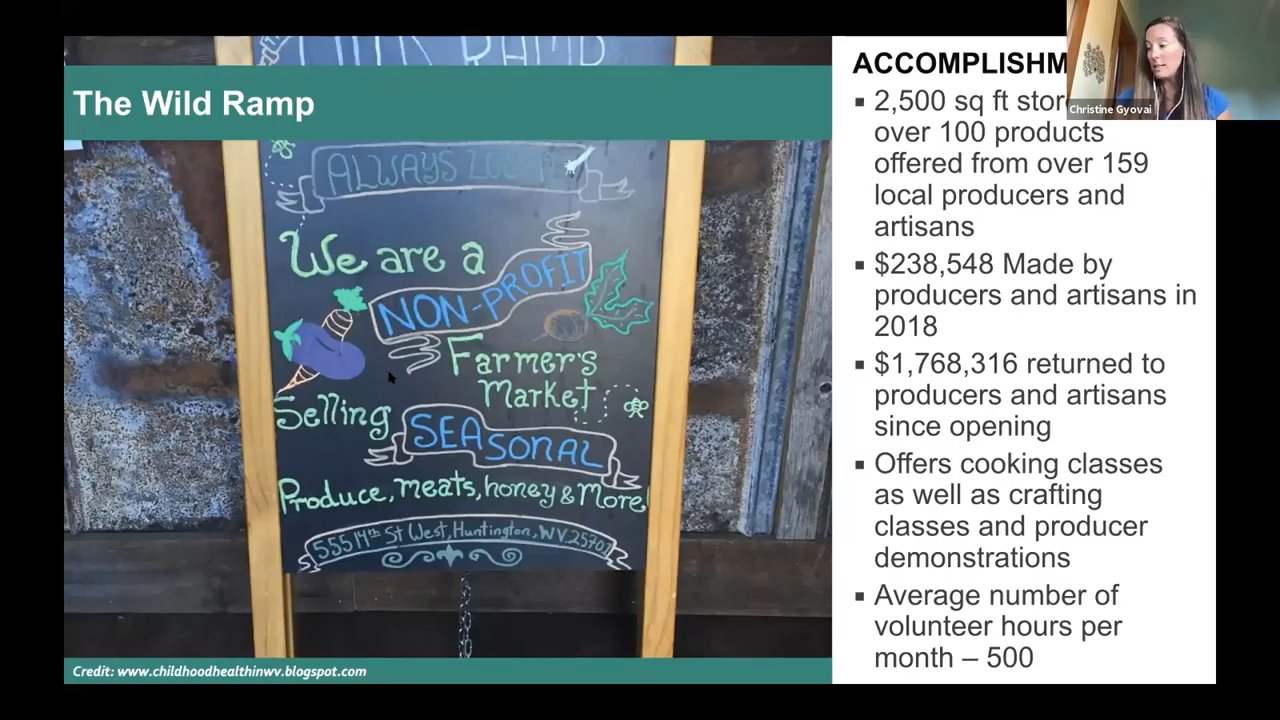 The Wild Ramp
ALWAYS
We are a
NON-PROFIT
Farmer's
Market
Selling
SEASONAL
Produce, meats, honey & More!
555 14th St West, Huntington, WV. 25701
Credit: www.childhoodhealthinwv.blogspot.com
▪ 2,500 sq ft
over 100 products
offered from over 159
local producers and
artisans
▪ $238,548 Made by
producers and artisans in
2018
▪ $1,768,316 returned to
producers and artisans
since opening
▪ Offers cooking classes
as well as crafting
classes and producer
demonstrations
▪ Average number of
volunteer hours per
month – 500
Christine Gyovai